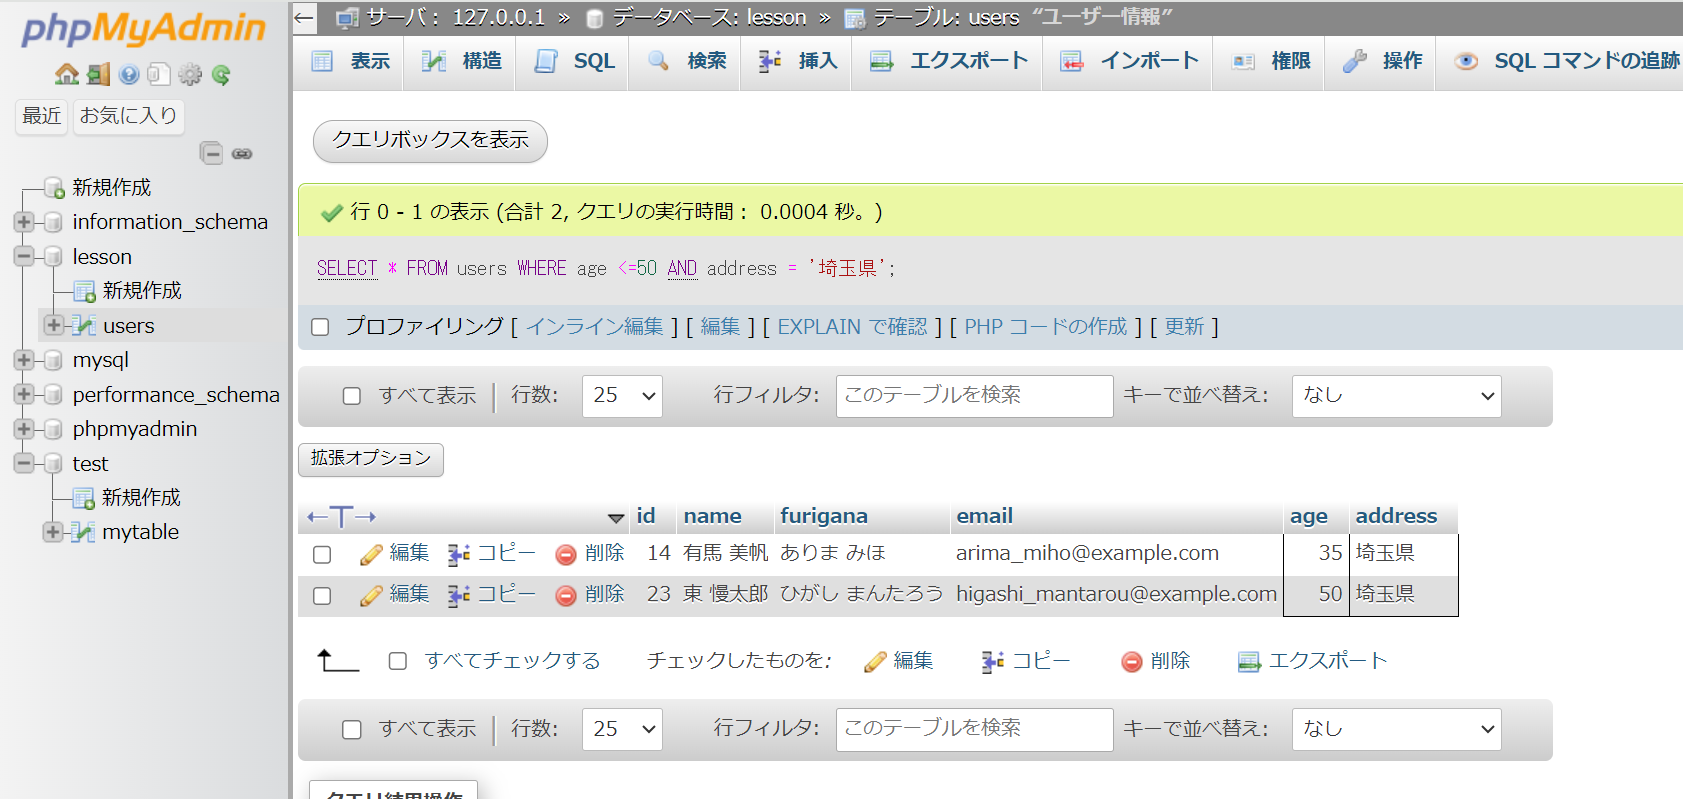 phpMyAdmin
最近 お気に入り
新規作成
information_schema
lesson
新規作成
users
mysql
performance_schema
phpmyadmin
test
新規作成
mytable
サーバ: 127.0.0.1 » データベース: lesson » テーブル: users “ユーザー情報”
表示 構造 SQL 検索 挿入 エクスポート インポート 権限 操作 SQL コマンドの追跡
クエリボックスを表示
行 0 - 1 の表示 (合計 2, クエリの実行時間: 0.0004 秒。)
SELECT * FROM users WHERE age <=50 AND address = '埼玉県';
プロファイリング [ インライン編集 ] [ 編集 ] [ EXPLAIN で確認 ] [ PHP コードの作成 ] [ 更新 ]
すべて表示 行数: 25 行フィルタ: このテーブルを検索 キーで並べ替え: なし
拡張オプション
←T→ id name furigana email age address
編集 コピー 削除 14 有馬 美帆 ありま みほ arima_miho@example.com 35 埼玉県
編集 コピー 削除 23 東 慢太郎 ひがし まんたろう higashi_mantarou@example.com 50 埼玉県
すべてチェックする チェックしたものを: 編集 コピー 削除 エクスポート
すべて表示 行数: 25 行フィルタ: このテーブルを検索 キーで並べ替え: なし
クエリ結果操作